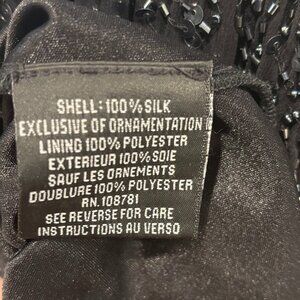 SHELL: 100% SILK
EXCLUSIVE OF ORNAMENTATION
LINING 100% POLYESTER
EXTERIEUR 100% SOIE
SAUF LES ORNEMENTS
DOUBLURE 100% POLYESTER
RN. 108781
SEE REVERSE FOR CARE
INSTRUCTIONS AU VERSO